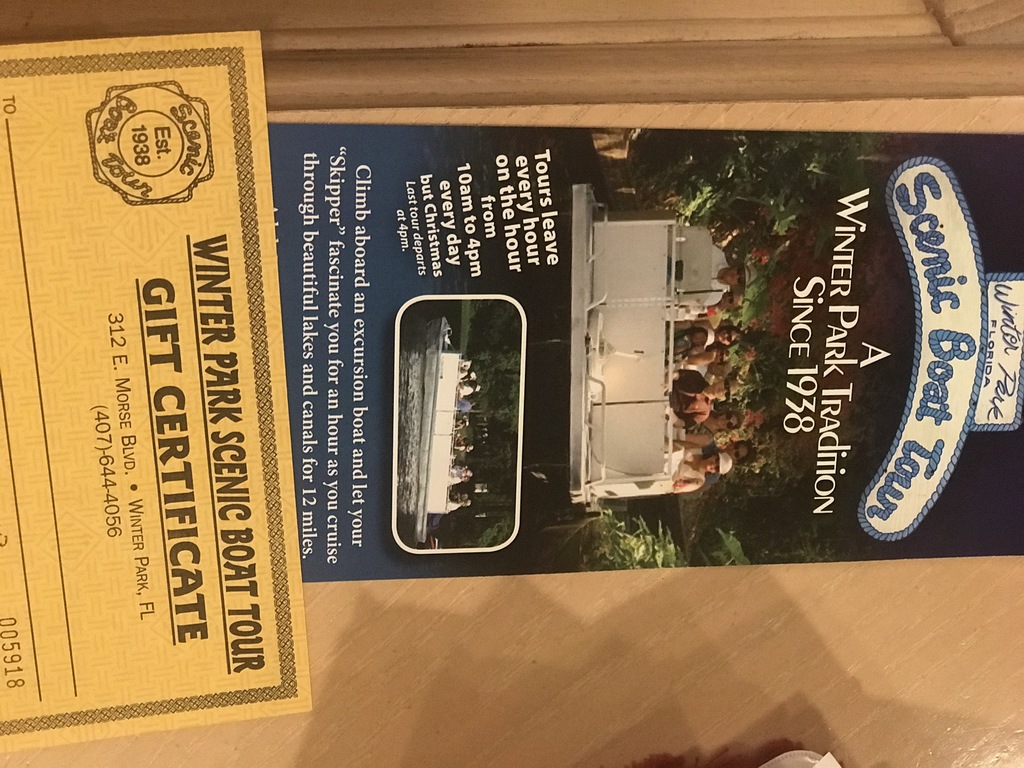 Winter Park
FLORIDA
Scenic Boat Tour
A
WINTER PARK TRADITION
SINCE 1938
Tours leave
every hour
on the hour
from
10am to 4pm
every day
but Christmas
Last tour departs
at 4pm.
Climb aboard an excursion boat and let your
"Skipper" fascinate you for an hour as you cruise
through beautiful lakes and canals for 12 miles.
Scenic
Est.
1938
Boat Tour
WINTER PARK SCENIC BOAT TOUR
GIFT CERTIFICATE
312 E. MORSE BLVD. • WINTER PARK, FL
(407)-644-4056
TO
005918